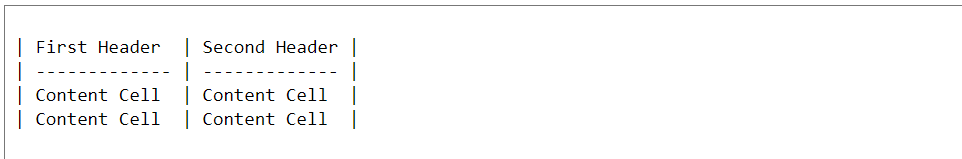 | First Header  | Second Header |
| ------------- | ------------- |
| Content Cell  | Content Cell  |
| Content Cell  | Content Cell  |